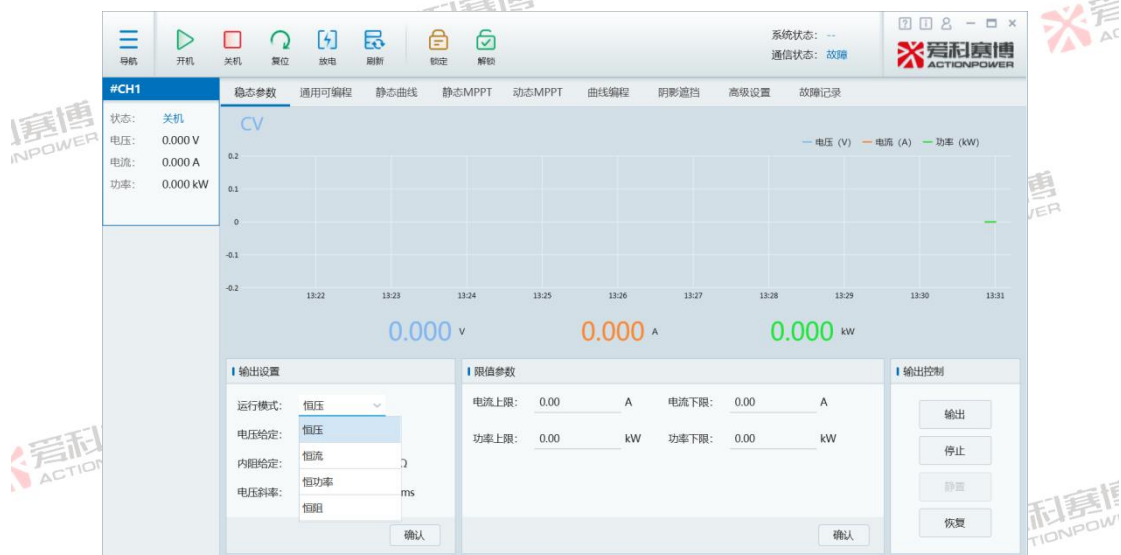 系统状态: --
通信状态: 故障
爱科赛博
ACTIONPOWER
导航 开机 关机 复位 放电 刷新 锁定 解锁
#CH1
稳态参数 通用可编程 静态曲线 静态MPPT 动态MPPT 曲线编程 阴影遮挡 高级设置 故障记录
状态: 关机
电压: 0.000 V
电流: 0.000 A
功率: 0.000 kW
CV
电压 (V) 电流 (A) 功率 (kW)
0.2
0.1
0
-0.1
-0.2
13:22 13:23 13:24 13:25 13:26 13:27 13:28 13:29 13:30 13:31
0.000 V 0.000 A 0.000 kW
输出设置
运行模式: 恒压
电压给定: 恒压
恒流
内阻给定: Ω
恒功率
电压斜率: ms
恒阻
确认
限值参数
电流上限: 0.00 A 电流下限: 0.00 A
功率上限: 0.00 kW 功率下限: 0.00 kW
确认
输出控制
输出
停止
静置
恢复